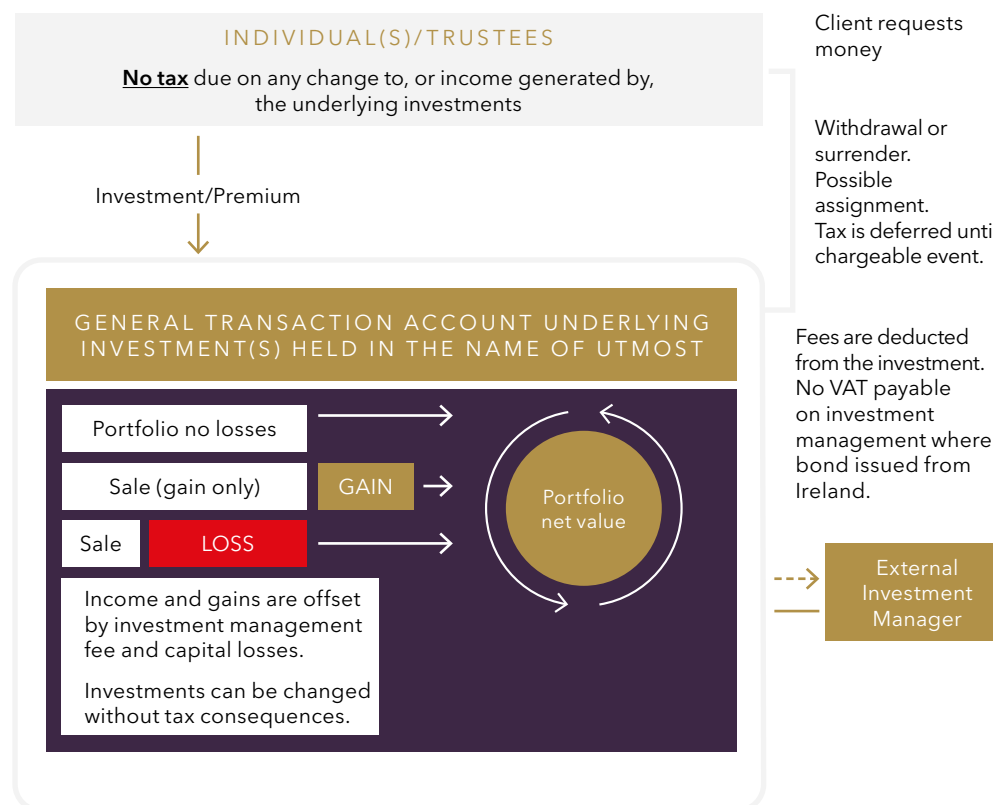 INDIVIDUAL(S)/TRUSTEES
No tax due on any change to, or income generated by,
the underlying investments
Client requests
money
Withdrawal or
surrender.
Possible
assignment.
Tax is deferred unti
chargeable event.
Investment/Premium
GENERAL TRANSACTION ACCOUNT UNDERLYING
INVESTMENT(S) HELD IN THE NAME OF UTMOST
Portfolio no losses
Sale (gain only)
GAIN
Sale
LOSS
Portfolio
net value
Income and gains are offset
by investment management
fee and capital losses.
Investments can be changed
without tax consequences.
Fees are deducted
from the investment.
No VAT payable
on investment
management where
bond issued from
Ireland.
External
Investment
Manager